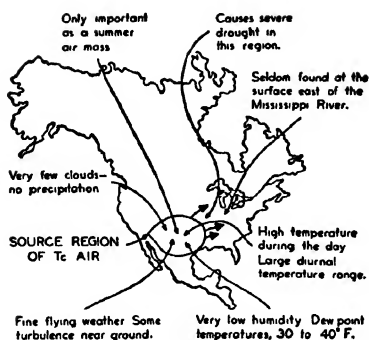 Only important
as a summer
air mass
Causes severe
drought in
this region.
Seldom found at the
surface east of the
Mississippi River.
Very few clouds—
no precipitation
SOURCE REGION
OF Tc AIR
High temperature
during the day
Large diurnal
temperature range.
Fine flying weather Some
turbulence near ground.
Very low humidity Dew point
temperatures, 30 to 40°F.